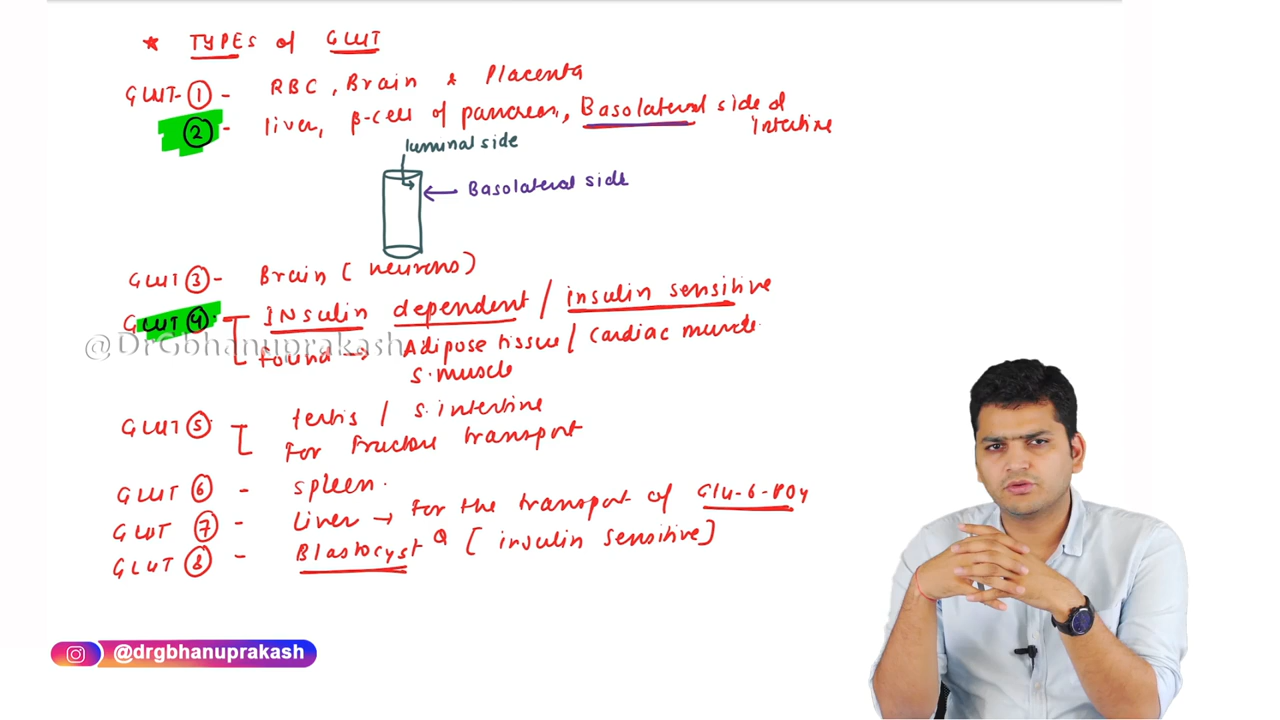 * TYPES of GLUT
GLUT-1 - RBC, Brain & Placenta
2 - liver, β-cell of pancreas, Basolateral side of
intestine
luminal side
Basolateral side
GLUT 3 - Brain (neurons)
GLUT 4 - INsulin dependent / insulin sensitive
@DrGbhanuprakash
found → Adipose tissue / cardiac muscle
s.muscle
GLUT 5 - testis / s.intestine
For fructose transport
GLUT 6 - spleen.
GLUT 7 - Liver → For the transport of Glu-6-PO4
GLUT 8 - Blastocyst [insulin sensitive]
@drgbhanuprakash